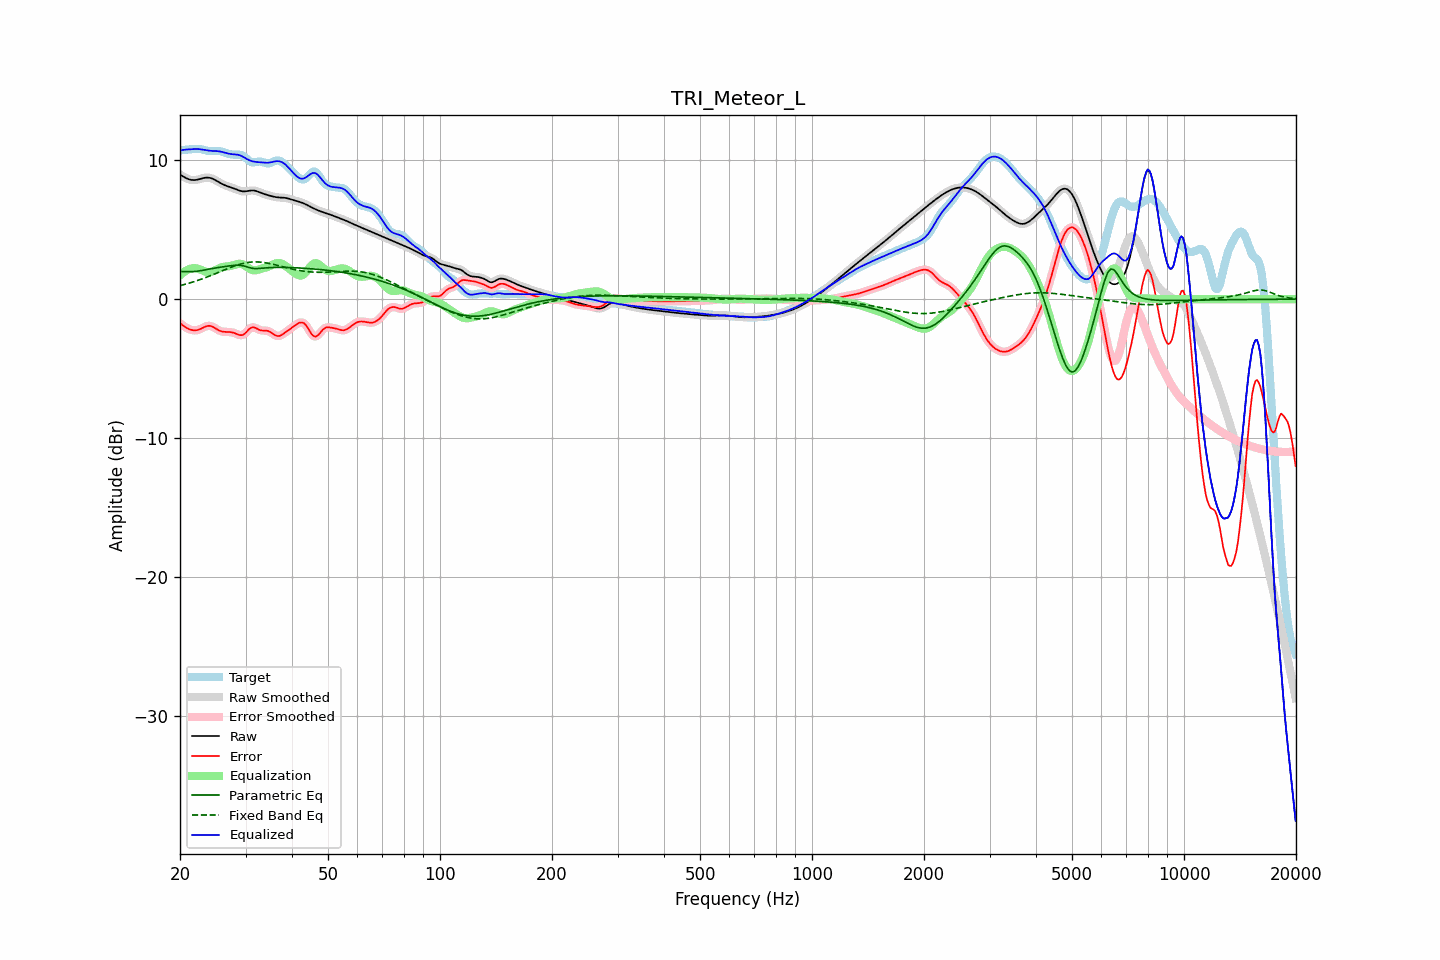 TRI_Meteor_L
10
0
−10
−20
−30
Amplitude (dBr)
Target
Raw Smoothed
Error Smoothed
Raw
Error
Equalization
Parametric Eq
Fixed Band Eq
Equalized
20 50 100 200 500 1000 2000 5000 10000 20000
Frequency (Hz)